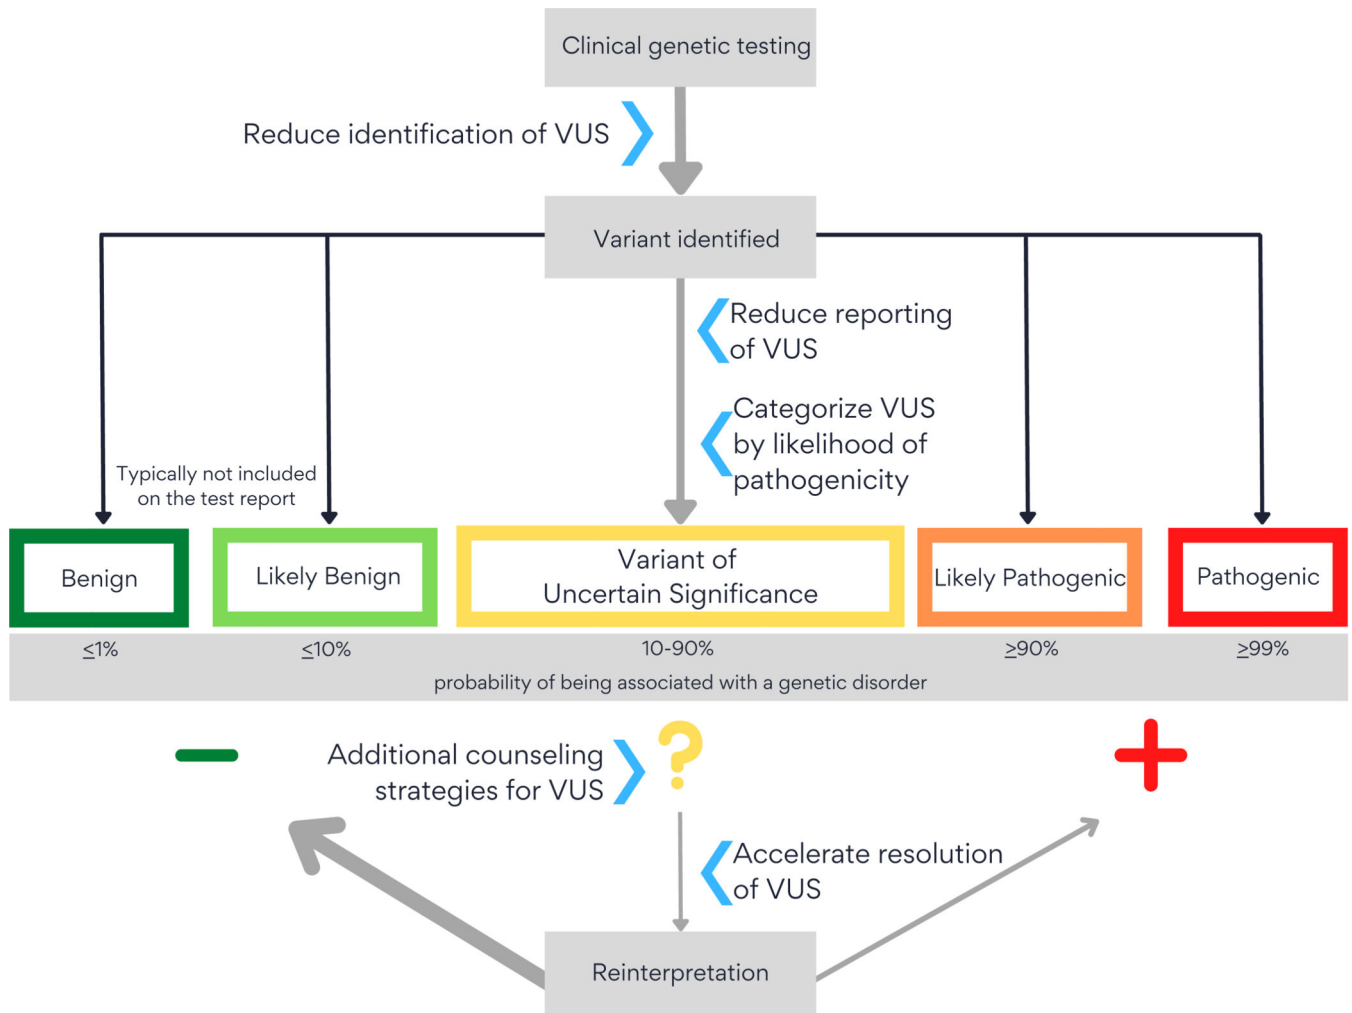 Clinical genetic testing
Reduce identification of VUS
Variant identified
Reduce reporting
of VUS
Categorize VUS
by likelihood of
pathogenicity
Typically not included
on the test report
Benign
Likely Benign
Variant of
Uncertain Significance
Likely Pathogenic
Pathogenic
≤1%
≤10%
10-90%
≥90%
≥99%
probability of being associated with a genetic disorder
Additional counseling
strategies for VUS
?
Accelerate resolution
of VUS
Reinterpretation